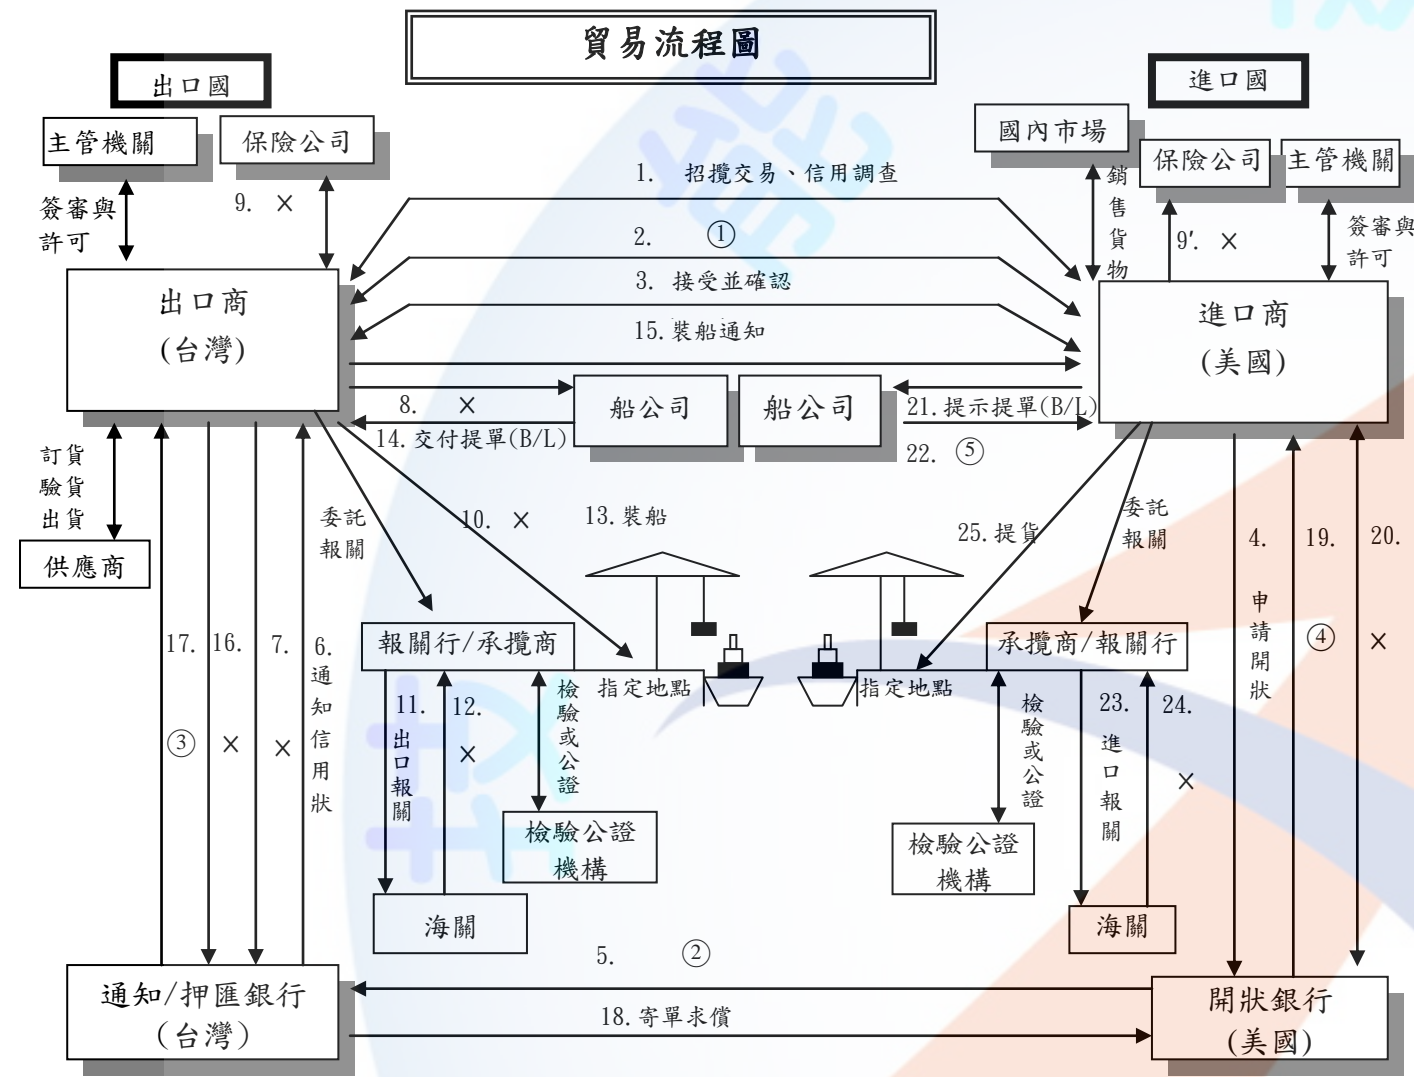 貿易流程圖
出口國
進口國
主管機關
保險公司
國內市場
保險公司
主管機關
簽審與
許可
9. ×
1. 招攬交易、信用調查
銷售貨物
9′. ×
簽審與
許可
2. ①
3. 接受並確認
15.裝船通知
出口商
(台灣)
進口商
(美國)
船公司
船公司
8. ×
14.交付提單(B/L)
21.提示提單(B/L)
22. ⑤
訂貨
驗貨
出貨
供應商
委託
報關
10. ×
13.裝船
25.提貨
委託
報關
4.
申請開狀
19.
④
20.
×
17.
③
16.
×
7.
×
6.
通知信用狀
報關行/承攬商
指定地點
指定地點
承攬商/報關行
11.
出口報關
12.
×
檢驗或公證
檢驗或公證
23.
進口報關
24.
×
檢驗公證
機構
檢驗公證
機構
海關
海關
5. ②
18.寄單求償
通知/押匯銀行
(台灣)
開狀銀行
(美國)